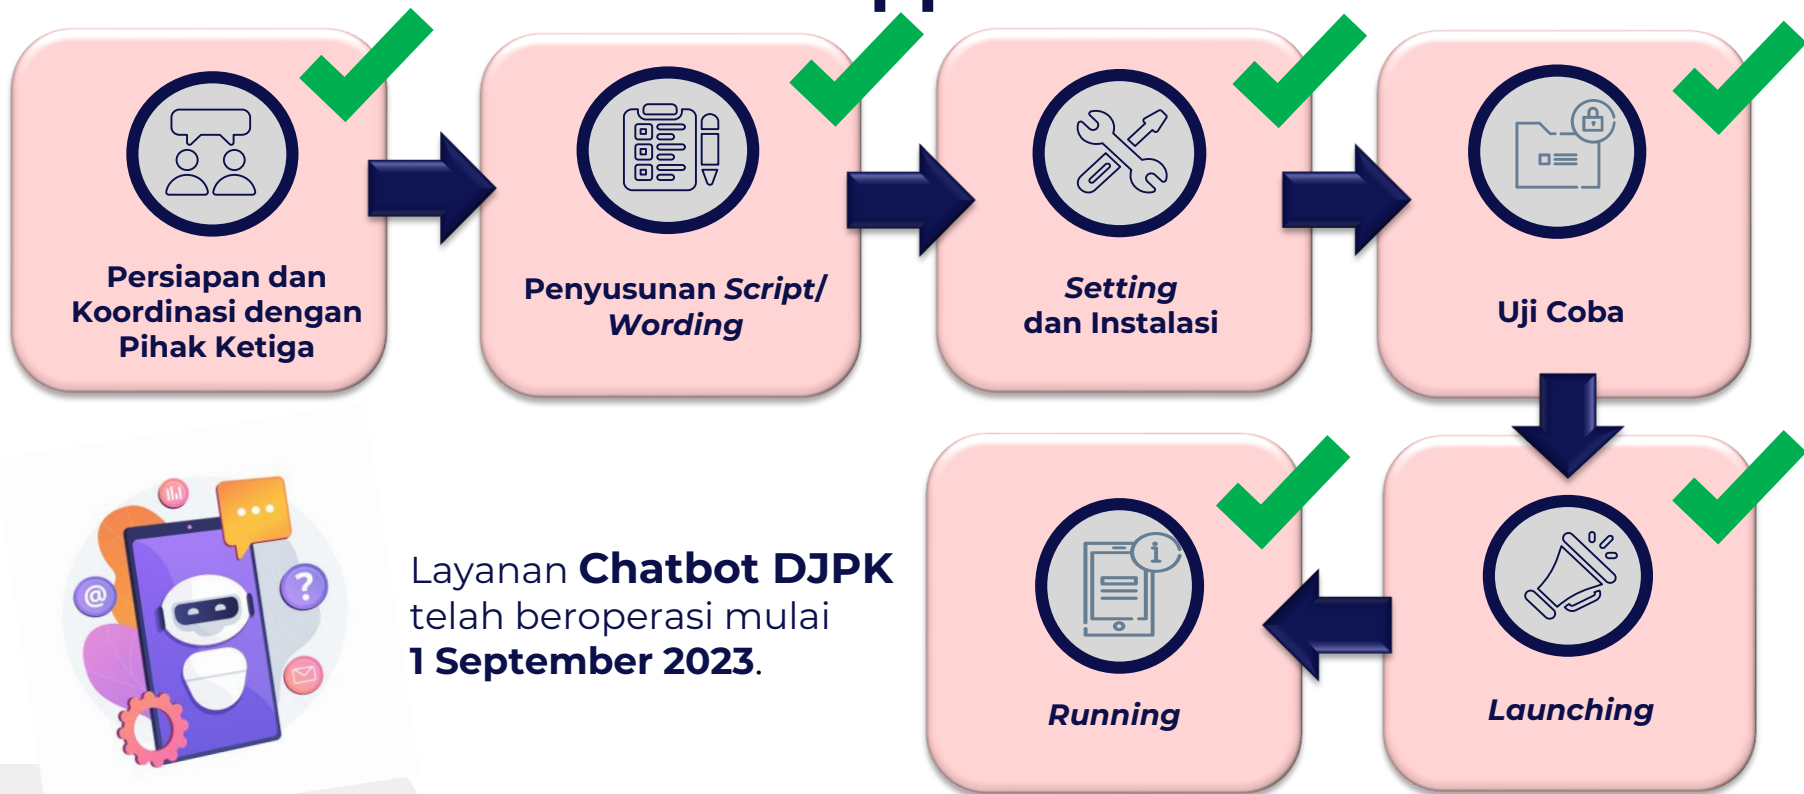 Persiapan dan
Koordinasi dengan
Pihak Ketiga
Penyusunan Script/
Wording
Setting
dan Instalasi
Uji Coba
Layanan Chatbot DJPK
telah beroperasi mulai
1 September 2023.
Running
Launching